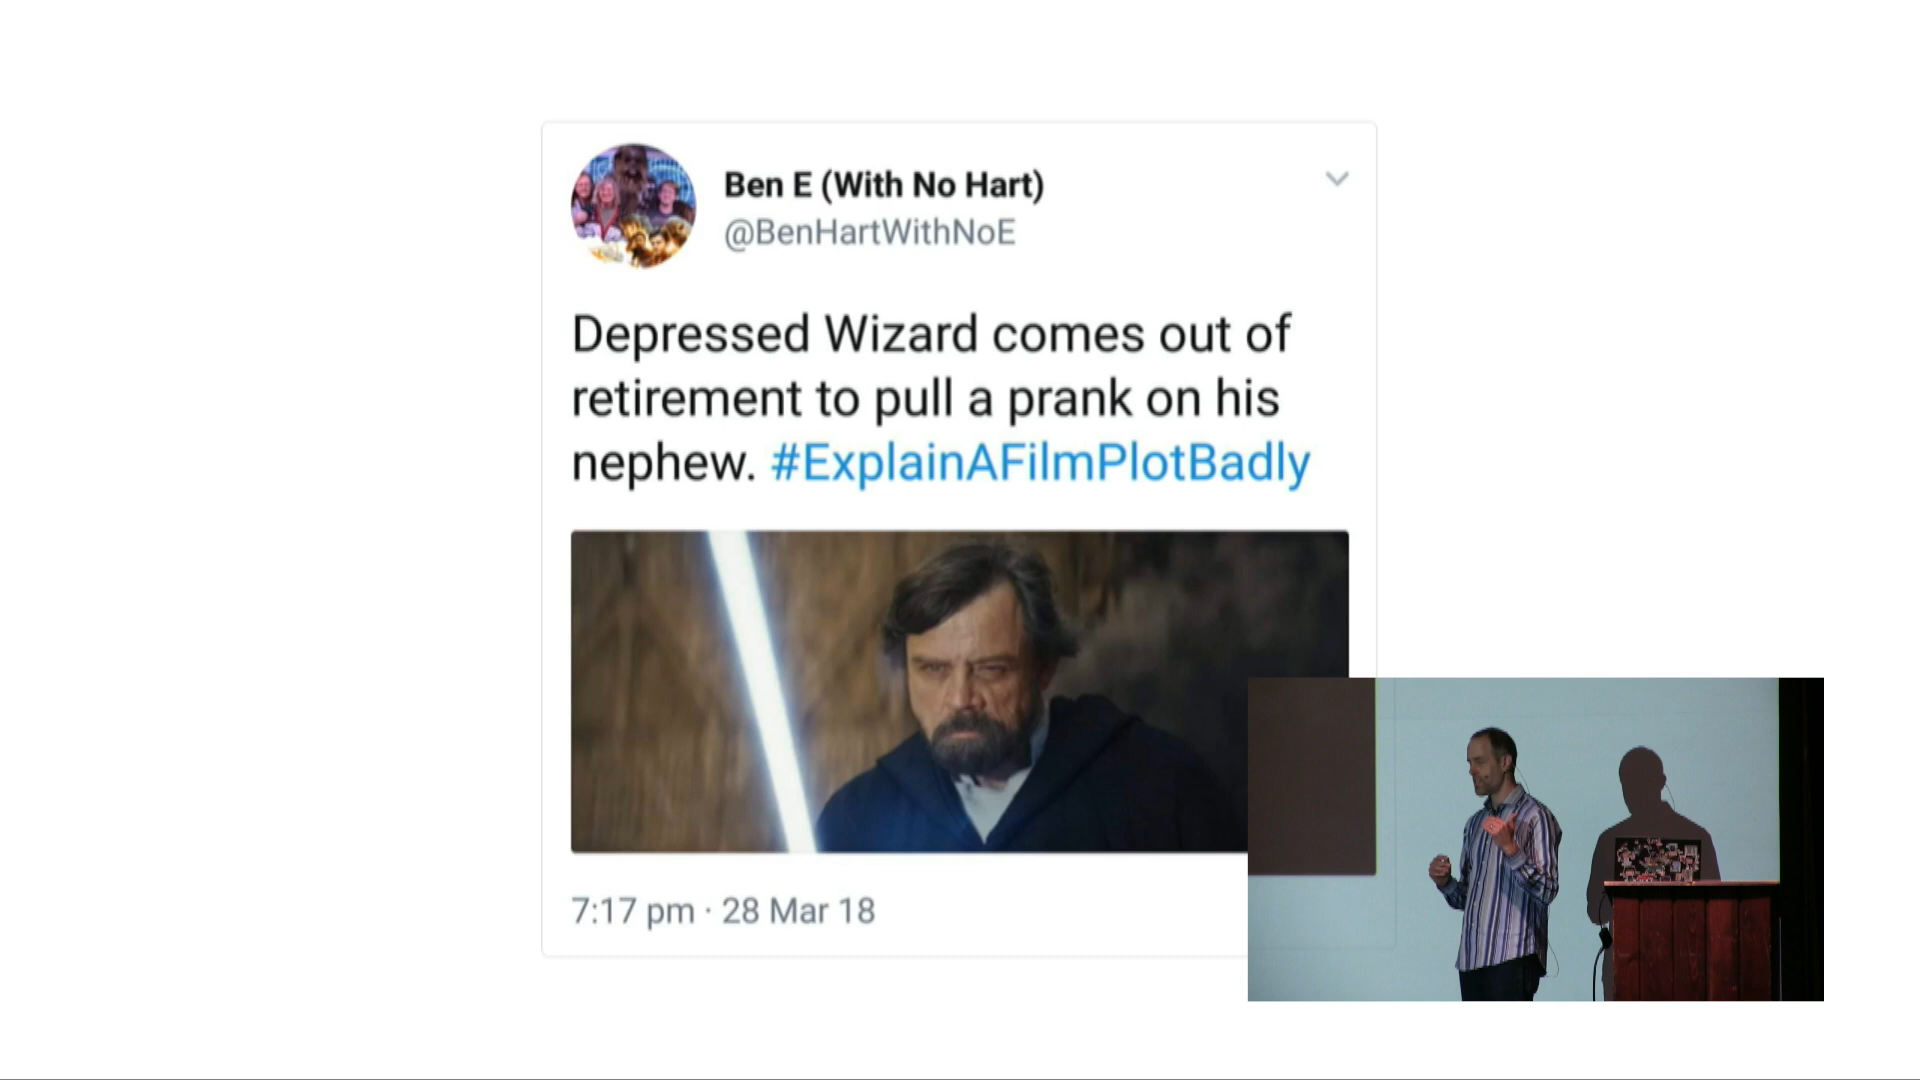 Ben E (With No Hart)
@BenHartWithNoE
Depressed Wizard comes out of
retirement to pull a prank on his
nephew. #ExplainAFilmPlotBadly
7:17 pm · 28 Mar 18